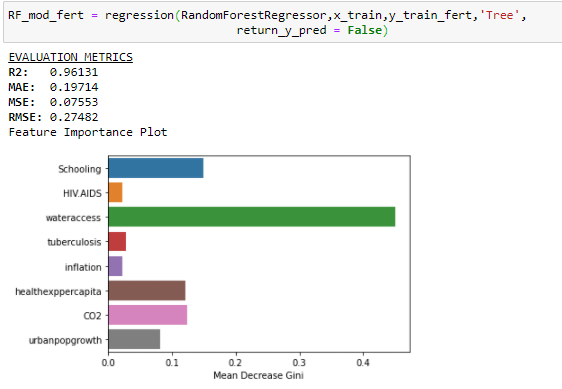 RF_mod_fert = regression(RandomForestRegressor,x_train,y_train_fert,'Tree',
return_y_pred = False)
EVALUATION METRICS
R2: 0.96131
MAE: 0.19714
MSE: 0.07553
RMSE: 0.27482
Feature Importance Plot
Schooling
HIV.AIDS
wateraccess
tuberculosis
inflation
healthexppercapita
CO2
urbanpopgrowth
0.0 0.1 0.2 0.3 0.4
Mean Decrease Gini